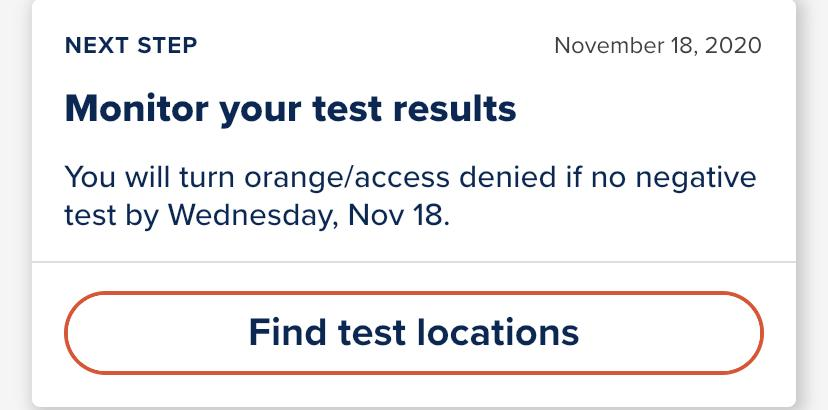 NEXT STEP November 18, 2020
Monitor your test results
You will turn orange/access denied if no negative
test by Wednesday, Nov 18.
Find test locations